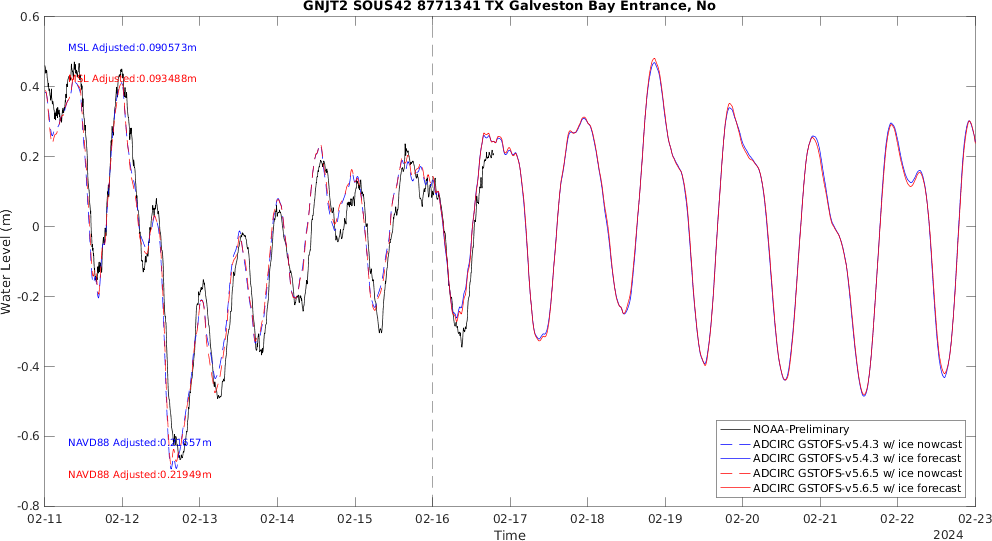 GNJT2 SOUS42 8771341 TX Galveston Bay Entrance, No
0.6
0.4
0.2
0
-0.2
-0.4
-0.6
-0.8
Water Level (m)
MSL Adjusted:0.090573m
MSL Adjusted:0.093488m
NAVD88 Adjusted:0.21657m
NAVD88 Adjusted:0.21949m
NOAA-Preliminary
ADCIRC GSTOFS-v5.4.3 w/ ice nowcast
ADCIRC GSTOFS-v5.4.3 w/ ice forecast
ADCIRC GSTOFS-v5.6.5 w/ ice nowcast
ADCIRC GSTOFS-v5.6.5 w/ ice forecast
02-11 02-12 02-13 02-14 02-15 02-16 02-17 02-18 02-19 02-20 02-21 02-22 02-23
Time
2024